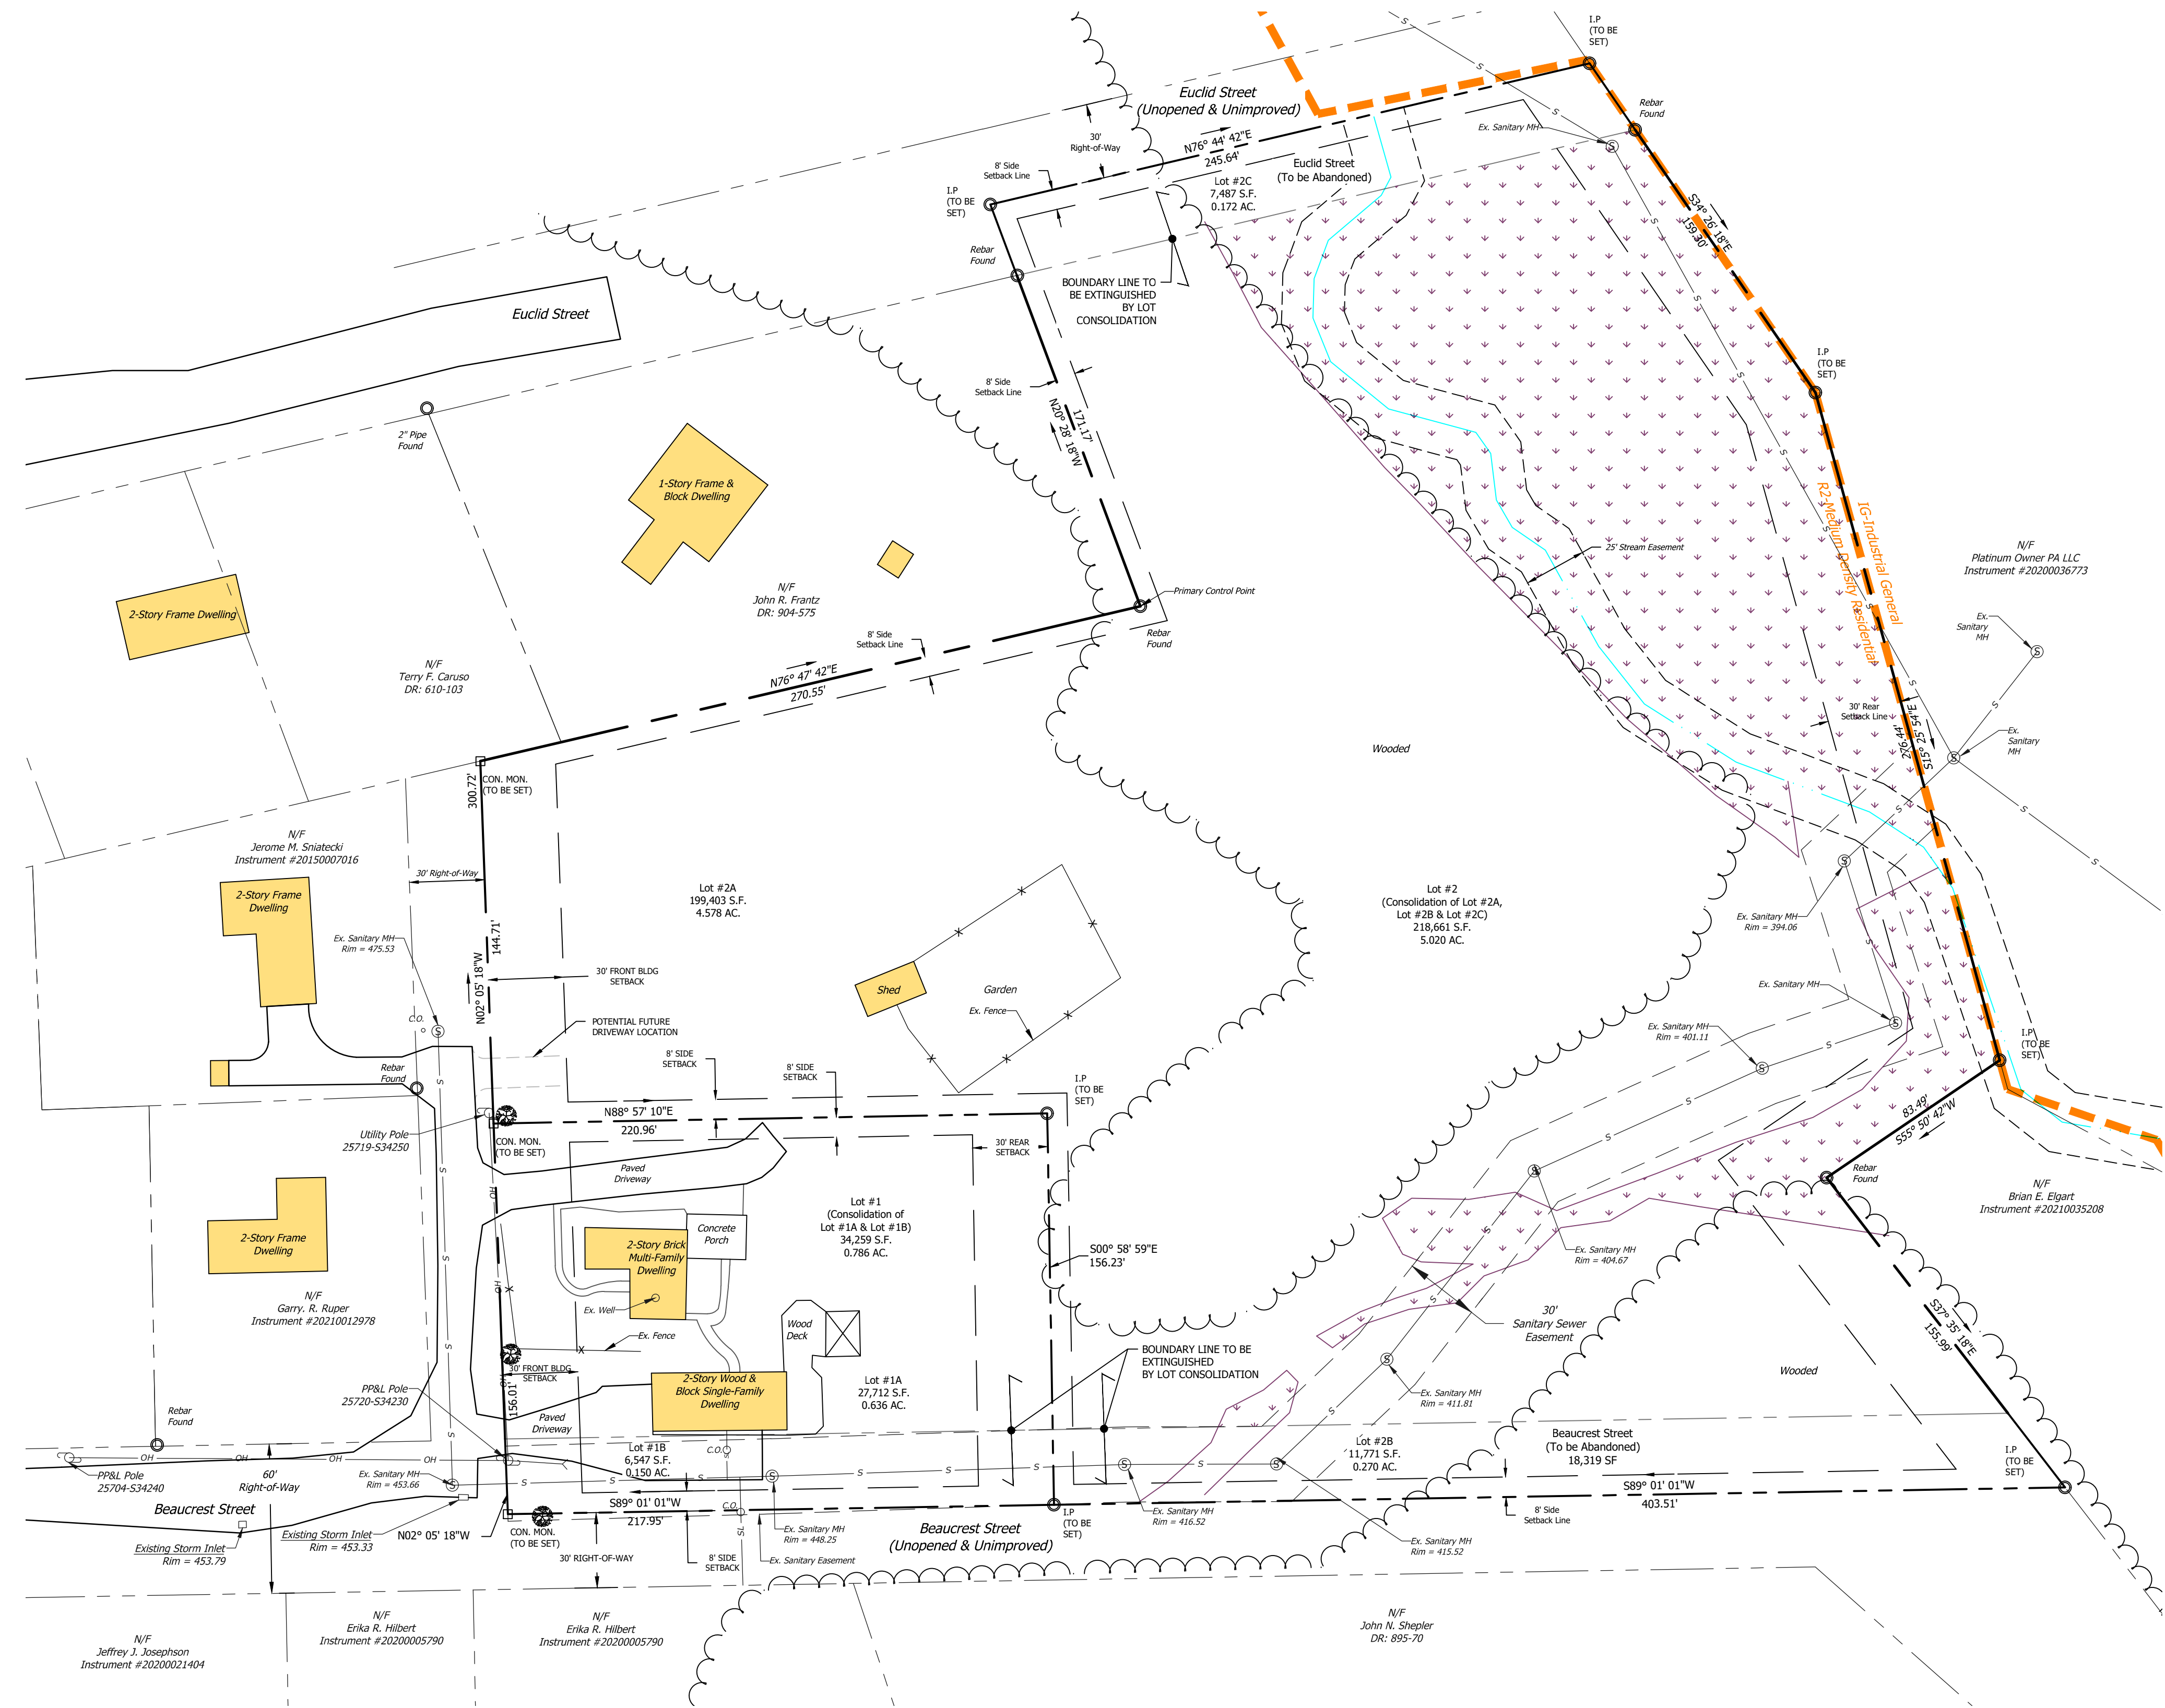 I.P
(TO BE
SET)
Euclid Street
(Unopened & Unimproved)
Rebar
Found
Ex. Sanitary MH
30'
Right-of-Way
N76° 44' 42"E
245.64'
Euclid Street
(To be Abandoned)
8' Side
Setback Line
Lot #2C
7,487 S.F.
0.172 AC.
I.P
(TO BE
SET)
S34° 26' 18"E
159.30'
Rebar
Found
BOUNDARY LINE TO
BE EXTINGUISHED
BY LOT
CONSOLIDATION
Euclid Street
I.P
(TO BE
SET)
8' Side
Setback Line
171.17'
N20° 28' 18"W
2" Pipe
Found
1-Story Frame &
Block Dwelling
IG-Industrial General
R2-Medium Density Residential
25' Stream Easement
N/F
Platinum Owner PA LLC
Instrument #20200036773
N/F
John R. Frantz
DR: 904-575
Primary Control Point
2-Story Frame Dwelling
Ex.
Sanitary
MH
8' Side
Setback Line
Rebar
Found
N/F
Terry F. Caruso
DR: 610-103
N76° 47' 42"E
270.55'
30' Rear
Setback Line
276.44'
S15° 25' 54"E
Ex.
Sanitary
MH
Wooded
300.72'
CON. MON.
(TO BE SET)
N/F
Jerome M. Sniatecki
Instrument #20150007016
30' Right-of-Way
Lot #2A
199,403 S.F.
4.578 AC.
Lot #2
(Consolidation of Lot #2A,
Lot #2B & Lot #2C)
218,661 S.F.
5.020 AC.
2-Story Frame
Dwelling
Ex. Sanitary MH
Rim = 394.06
Ex. Sanitary MH
Rim = 475.53
144.71'
N02° 05' 18"W
30' FRONT BLDG
SETBACK
Shed
Garden
Ex. Fence
Ex. Sanitary MH
C.O.
POTENTIAL FUTURE
DRIVEWAY LOCATION
Ex. Sanitary MH
Rim = 401.11
I.P
(TO BE
SET)
8' SIDE
SETBACK
8' SIDE
SETBACK
Rebar
Found
I.P
(TO BE
SET)
N88° 57' 10"E
220.96'
83.49'
S55° 50' 42"W
Utility Pole
25719-S34250
CON. MON.
(TO BE SET)
30' REAR
SETBACK
Paved
Driveway
Rebar
Found
N/F
Brian E. Elgart
Instrument #20210035208
Lot #1
(Consolidation of
Lot #1A & Lot #1B)
34,259 S.F.
0.786 AC.
Concrete
Porch
2-Story Frame
Dwelling
2-Story Brick
Multi-Family
Dwelling
S00° 58' 59"E
156.23'
Ex. Sanitary MH
Rim = 404.67
N/F
Garry. R. Ruper
Instrument #20210012978
Ex. Well
Ex. Fence
Wood
Deck
30'
Sanitary Sewer
Easement
S37° 35' 18"E
155.99'
BOUNDARY LINE TO BE
EXTINGUISHED
BY LOT CONSOLIDATION
30' FRONT BLDG
SETBACK
2-Story Wood &
Block Single-Family
Dwelling
Lot #1A
27,712 S.F.
0.636 AC.
Wooded
PP&L Pole
25720-S34230
156.01'
Ex. Sanitary MH
Rim = 411.81
Rebar
Found
Paved
Driveway
Lot #1B
6,547 S.F.
0.150 AC.
C.O.
Lot #2B
11,771 S.F.
0.270 AC.
Beaucrest Street
(To be Abandoned)
18,319 SF
I.P
(TO BE
SET)
OH
OH
OH
OH
PP&L Pole
25704-S34240
60'
Right-of-Way
Ex. Sanitary MH
Rim = 453.66
S89° 01' 01"W
217.95'
C.O.
S89° 01' 01"W
403.51'
Beaucrest Street
8' Side
Setback Line
I.P
(TO BE
SET)
Ex. Sanitary MH
Rim = 416.52
Existing Storm Inlet
Rim = 453.79
Existing Storm Inlet
Rim = 453.33
N02° 05' 18"W
CON. MON.
(TO BE SET)
Ex. Sanitary MH
Rim = 448.25
Beaucrest Street
(Unopened & Unimproved)
Ex. Sanitary MH
Rim = 415.52
30' RIGHT-OF-WAY
8' SIDE
SETBACK
Ex. Sanitary Easement
N/F
Jeffrey J. Josephson
Instrument #20200021404
N/F
Erika R. Hilbert
Instrument #20200005790
N/F
Erika R. Hilbert
Instrument #20200005790
N/F
John N. Shepler
DR: 895-70